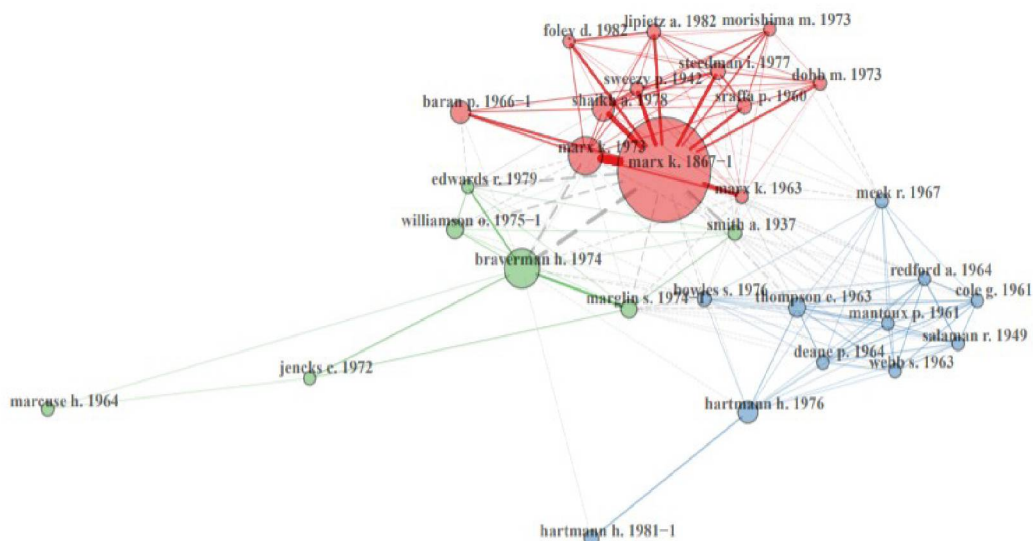 lipietz a. 1982
morishima m. 1973
foley d. 1982
steedman i. 1977
sweezy p. 1942
dobb m. 1973
baran p. 1966−1
shaikh a. 1978
sraffa p. 1960
marx k. 1973
marx k. 1867−1
edwards r. 1979
marx k. 1963
meek r. 1967
williamson o. 1975−1
smith a. 1937
braverman h. 1974
redford a. 1964
bowles s. 1976
thompson e. 1963
cole g. 1961
marglin s. 1974−1
mantoux p. 1961
salaman r. 1949
deane p. 1964
webb s. 1963
jencks c. 1972
marcuse h. 1964
hartmann h. 1976
hartmann h. 1981−1